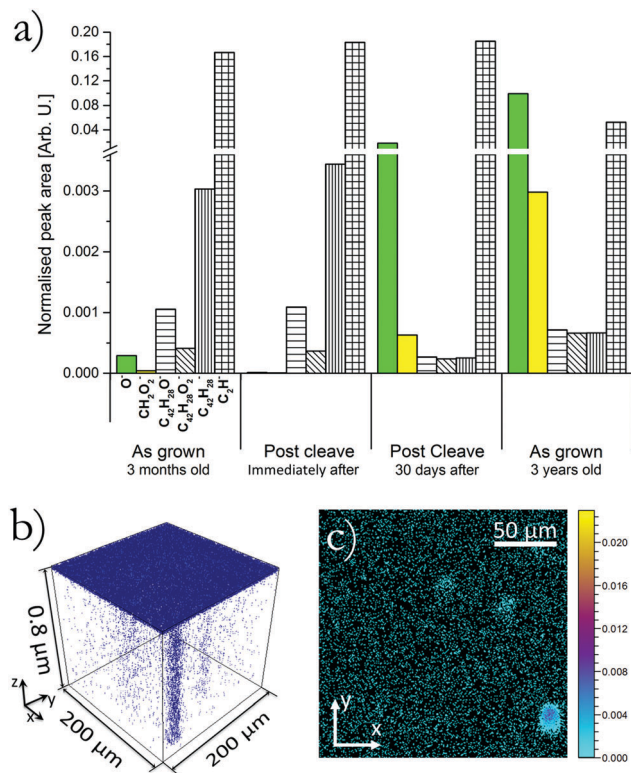 a)
Normalised peak area [Arb. U.]
0.20
0.16
0.12
0.08
0.04
0.003
0.002
0.001
0.000
O⁻
CH₂O₂⁻
C₄₂H₂₈O⁻
C₄₂H₂₈O₂⁻
C₄₂H₂₈⁻
C₂H⁻
As grown
3 months old
Post cleave
Immediately after
Post Cleave
30 days after
As grown
3 years old
b)
0.8 µm
z
y
x
200 µm
200 µm
c)
50 µm
y
x
0.020
0.016
0.012
0.008
0.004
0.000